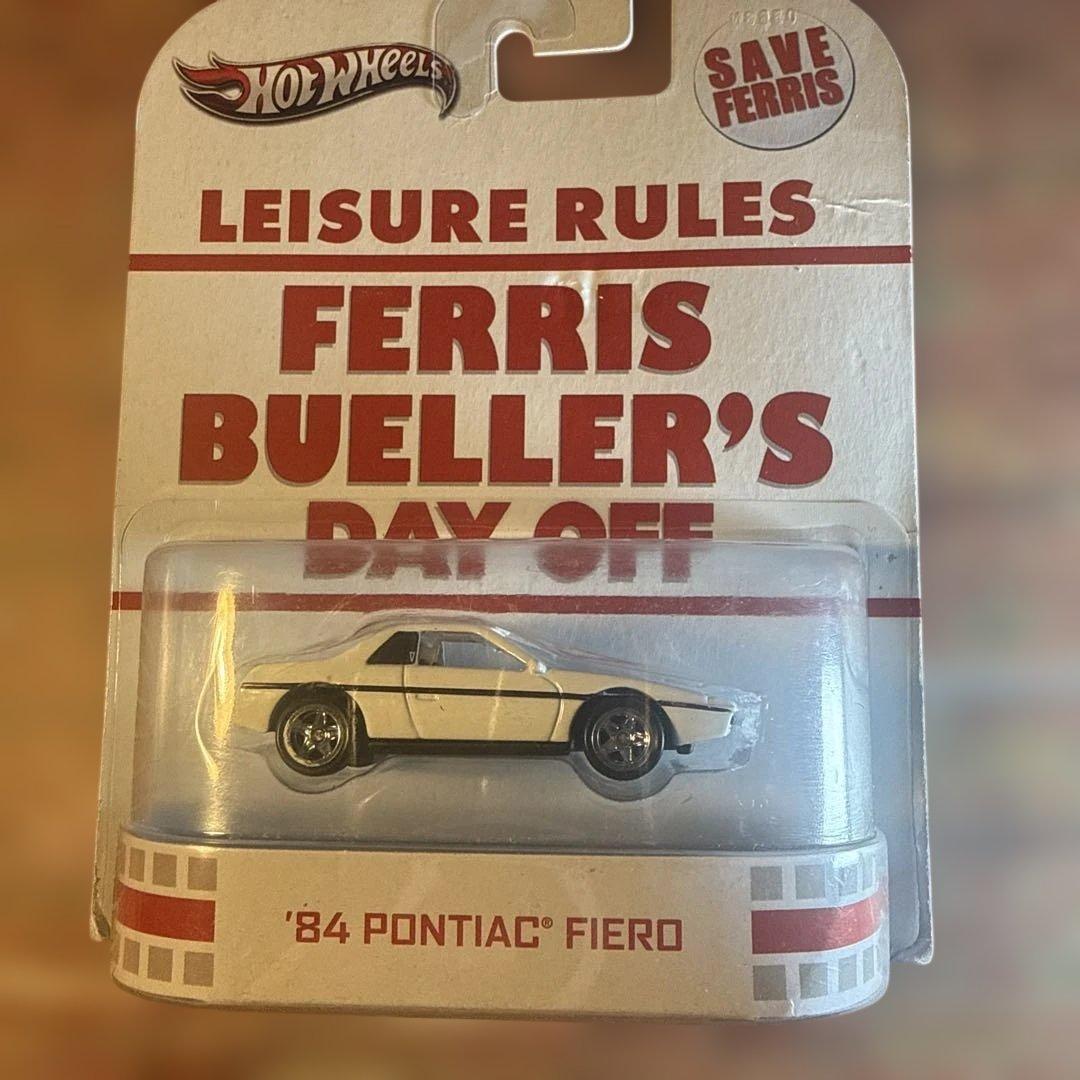 HOT WHEELS
SAVE
FERRIS
LEISURE RULES
FERRIS
BUELLER'S
DAY OFF
'84 PONTIAC® FIERO